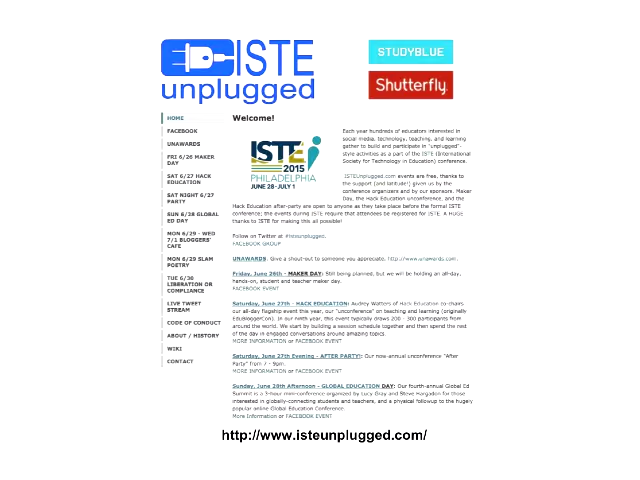 ISTE
unplugged
STUDYBLUE
Shutterfly.
HOME
FACEBOOK
UNAWARDS
FRI 6/26 MAKER
DAY
SAT 6/27 HACK
EDUCATION
SAT NIGHT 6/27
PARTY
SUN 6/28 GLOBAL
ED DAY
MON 6/29 - WED
7/1 BLOGGERS'
CAFE
MON 6/29 SLAM
POETRY
TUE 6/30
LIBERATION OR
COMPLIANCE
LIVE TWEET
STREAM
CODE OF CONDUCT
ABOUT / HISTORY
WIKI
CONTACT
Welcome!
ISTE
2015
PHILADELPHIA
JUNE 28-JULY 1
Each year hundreds of educators interested in
social media, technology, teaching, and learning
gather to build and participate in "unplugged"-
style activities as a part of the ISTE (International
Society for Technology in Education) conference.
ISTEUnplugged.com events are free, thanks to
the support (and latitude!) given us by the
conference organizers and by our sponsors. Maker
Day, the Hack Education unconference, and the
Hack Education after-party are open to anyone as they take place before the formal ISTE
conference; the events during ISTE require that attendees be registered for ISTE. A HUGE
thanks to ISTE for making this all possible!
Follow on Twitter at #isteunplugged.
FACEBOOK GROUP
UNAWARDS. Give a shout-out to someone you appreciate. http://www.unawards.com.
Friday, June 26th - MAKER DAY: Still being planned, but we will be holding an all-day,
hands-on, student and teacher maker day.
FACEBOOK EVENT
Saturday, June 27th - HACK EDUCATION: Audrey Watters of Hack Education co-chairs
our all-day flagship event this year, our "unconference" on teaching and learning (originally
EduBloggerCon). In our ninth year, this event typically draws 200 - 300 participants from
around the world. We start by building a session schedule together and then spend the rest
of the day in engaged conversations around amazing topics.
MORE INFORMATION or FACEBOOK EVENT
Saturday, June 27th Evening - AFTER PARTY!: Our now-annual unconference "After
Party" from 7 - 9pm.
MORE INFORMATION or FACEBOOK EVENT
Sunday, June 28th Afternoon - GLOBAL EDUCATION DAY: Our fourth-annual Global Ed
Summit is a 3-hour mini-conference organized by Lucy Gray and Steve Hargadon for those
interested in globally-connecting students and teachers, and a physical followup to the hugely
popular online Global Education Conference.
More Information or FACEBOOK EVENT
http://www.isteunplugged.com/